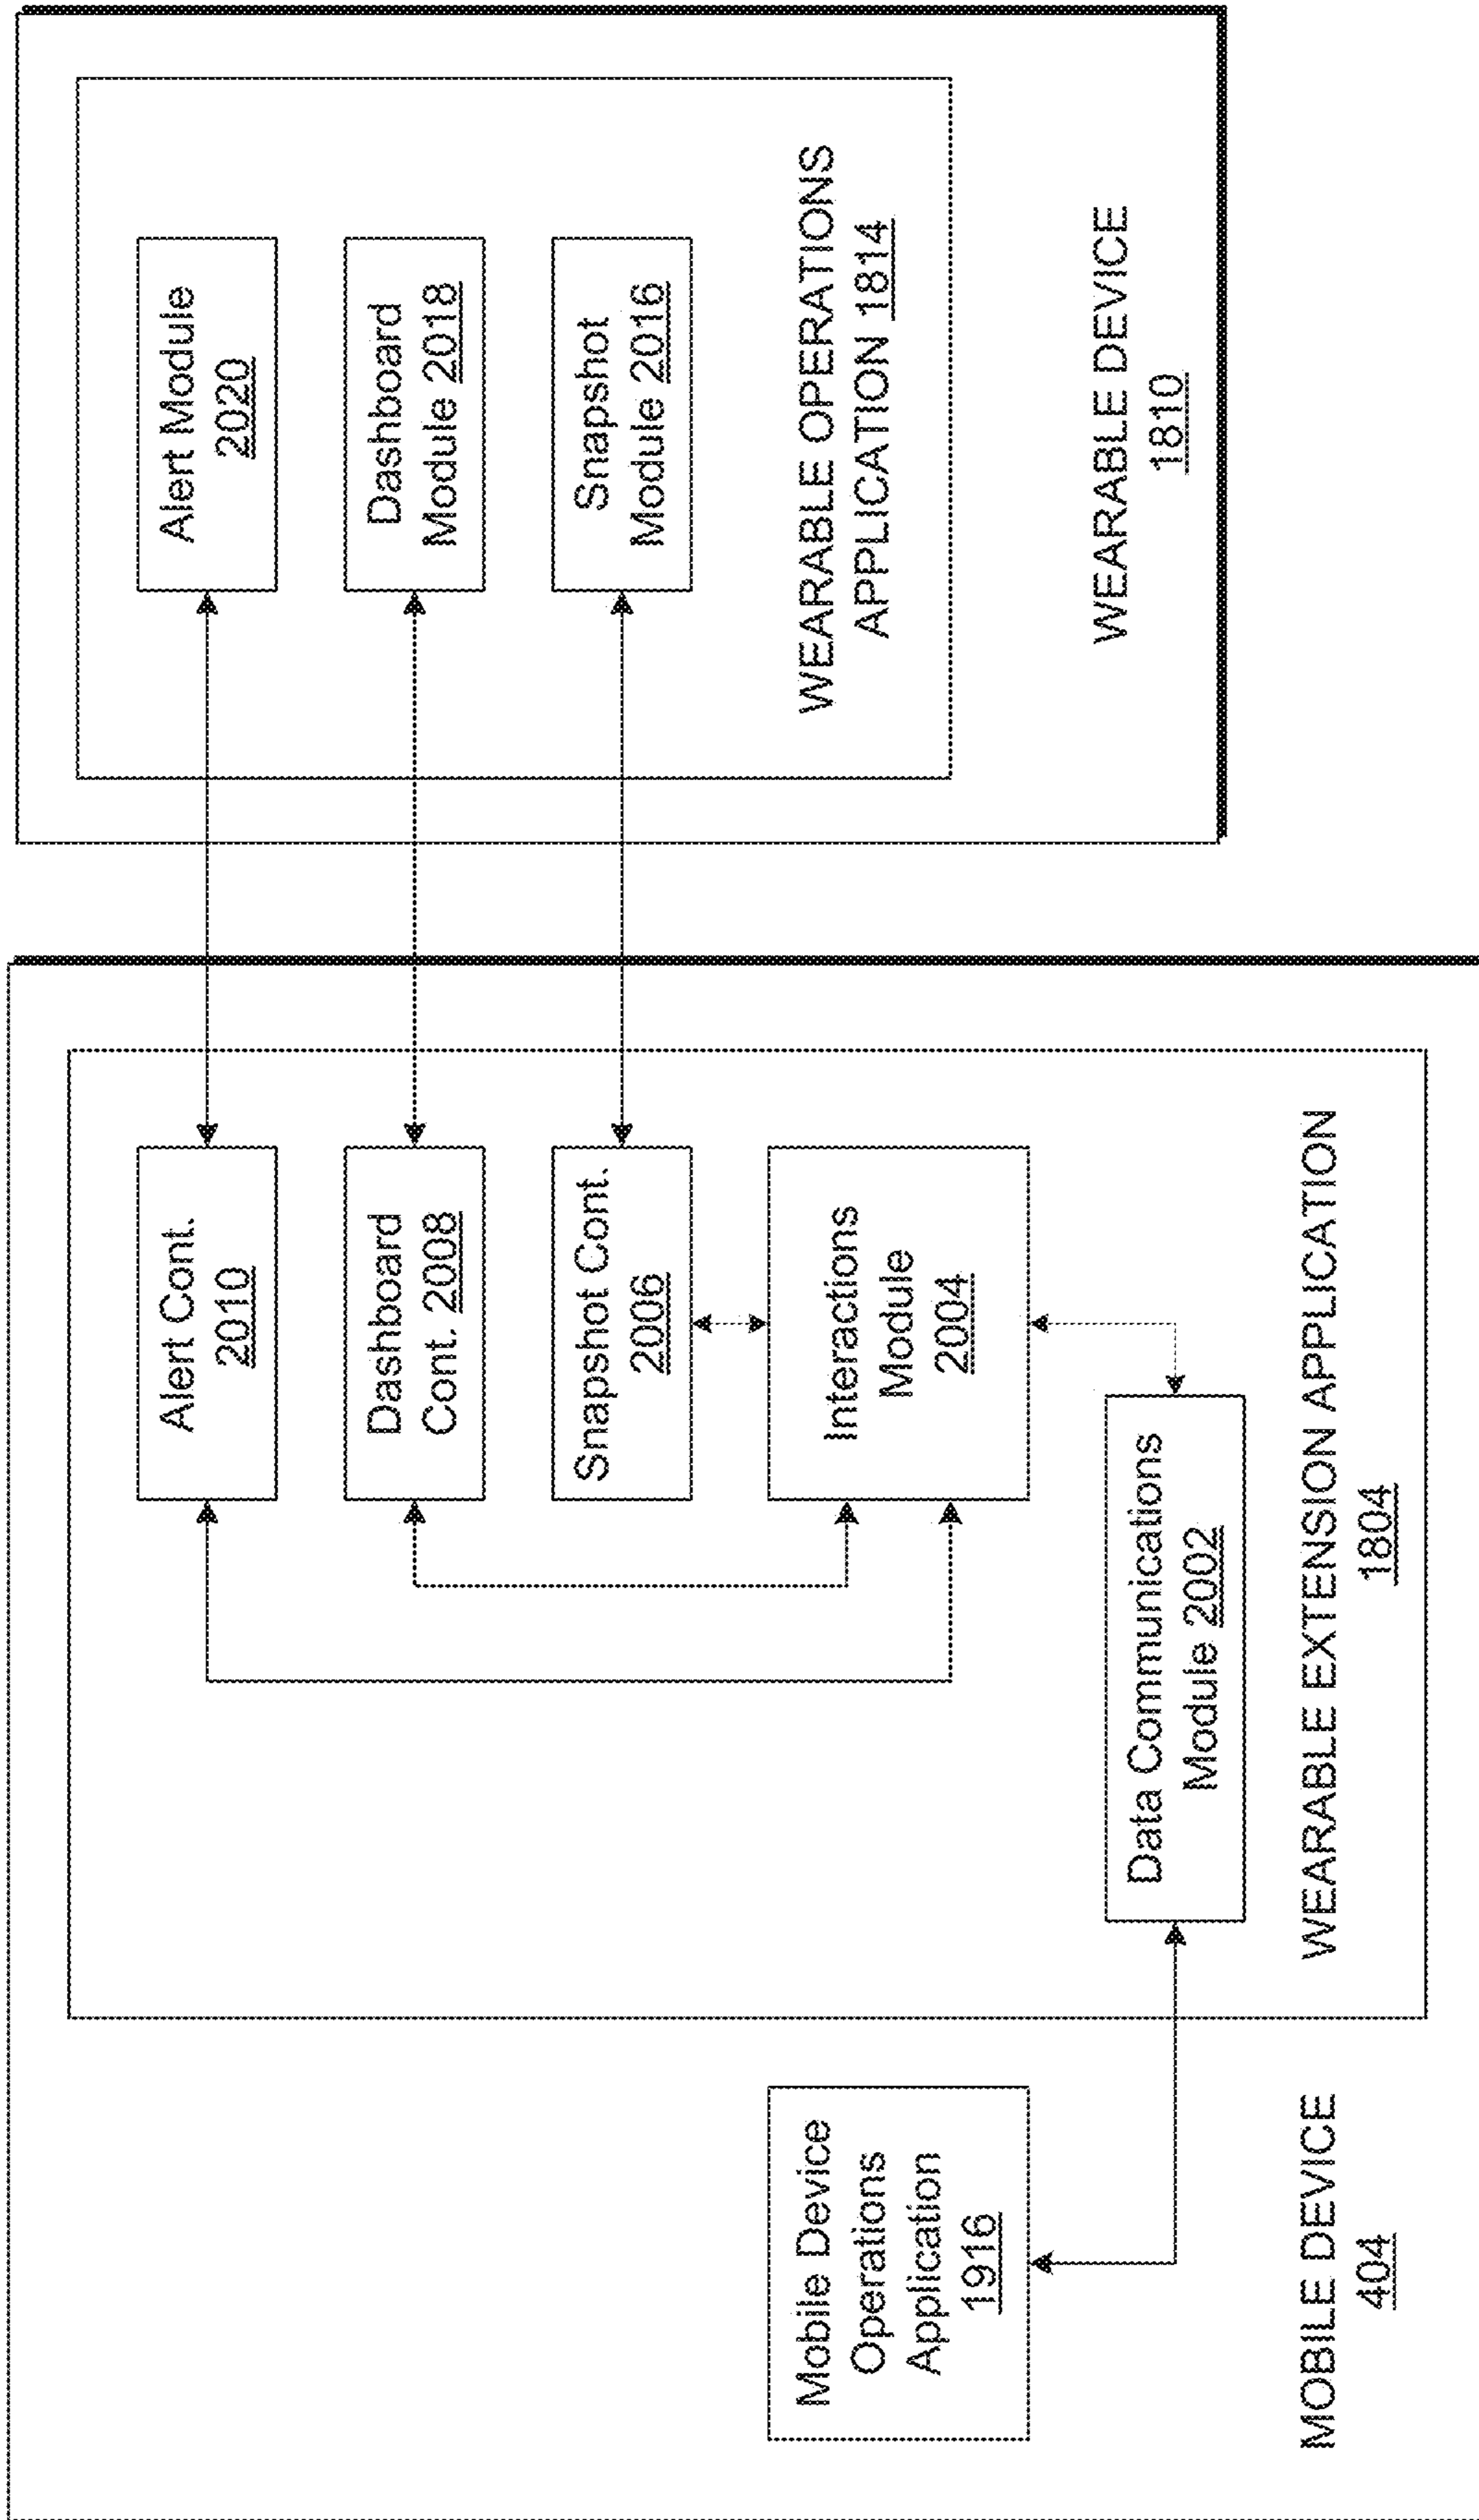 Mobile Device
Operations
Application
1916
MOBILE DEVICE
404
Alert Cont.
2010
Dashboard
Cont. 2008
Snapshot Cont.
2006
Interactions
Module
2004
Data Communications
Module 2002
WEARABLE EXTENSION APPLICATION
1804
Alert Module
2020
Dashboard
Module 2018
Snapshot
Module 2016
WEARABLE OPERATIONS
APPLICATION 1814
WEARABLE DEVICE
1810